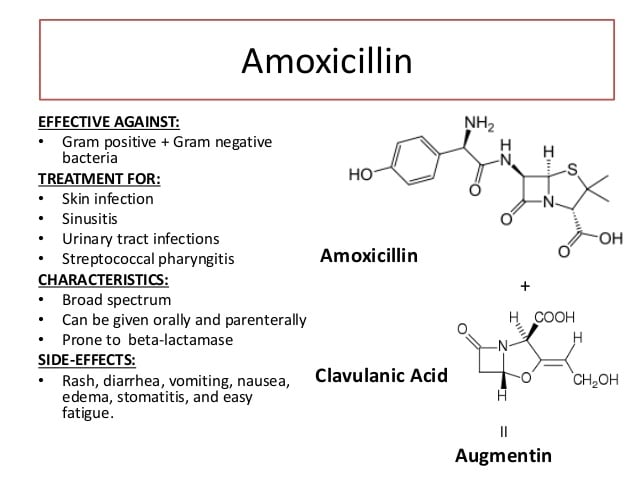 Amoxicillin
EFFECTIVE AGAINST:
• Gram positive + Gram negative
bacteria
TREATMENT FOR:
• Skin infection
• Sinusitis
• Urinary tract infections
• Streptococcal pharyngitis
CHARACTERISTICS:
• Broad spectrum
• Can be given orally and parenterally
• Prone to beta-lactamase
SIDE-EFFECTS:
• Rash, diarrhea, vomiting, nausea,
edema, stomatitis, and easy
fatigue.
NH₂
H
N
H
S
HO
O
O
N
O
OH
Amoxicillin
+
H COOH
O
N
H
O
CH₂OH
H
Clavulanic Acid
=
Augmentin